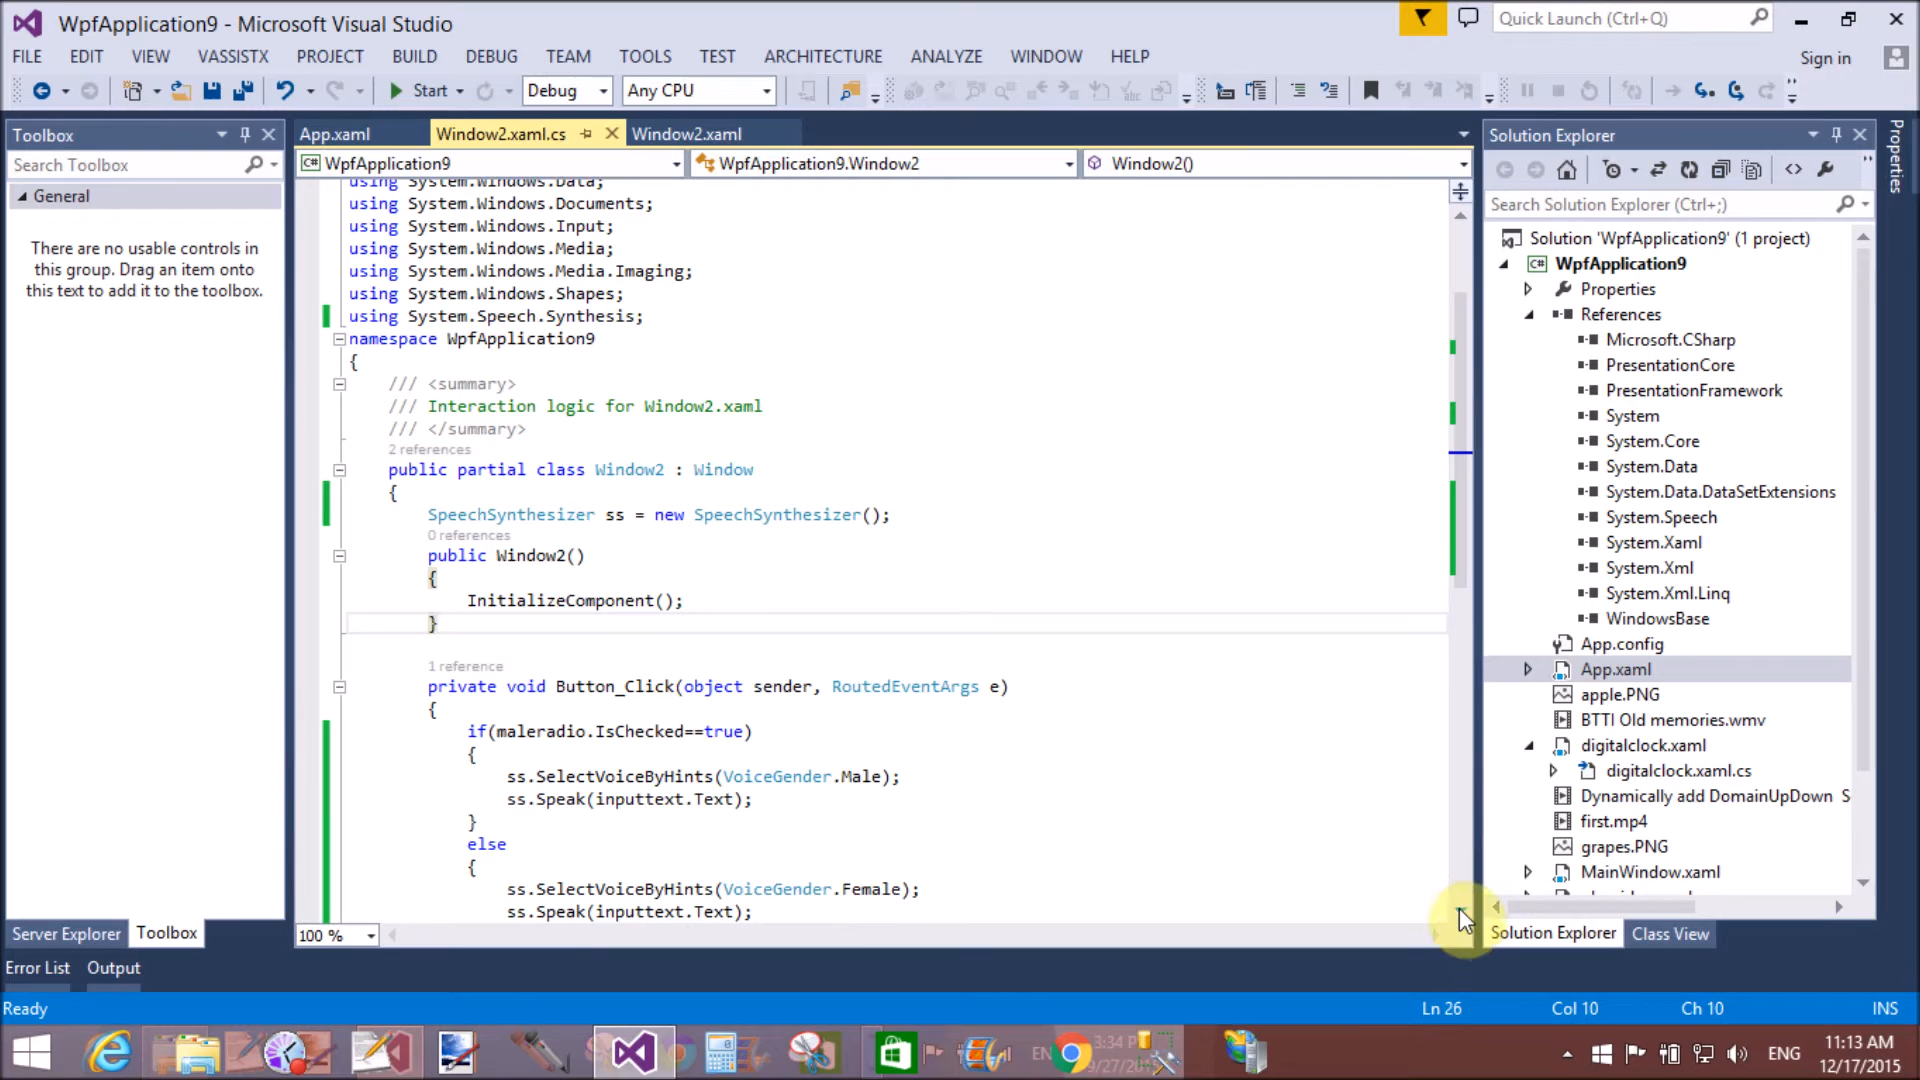 WpfApplication9 - Microsoft Visual Studio
Quick Launch (Ctrl+Q)
FILE EDIT VIEW VASSISTX PROJECT BUILD DEBUG TEAM TOOLS TEST ARCHITECTURE ANALYZE WINDOW HELP
Sign in
Start Debug Any CPU
Toolbox
Search Toolbox
General
There are no usable controls in
this group. Drag an item onto
this text to add it to the toolbox.
Server Explorer Toolbox
App.xaml Window2.xaml.cs Window2.xaml
C# WpfApplication9 WpfApplication9.Window2 Window2()
using System.Windows.Data;
using System.Windows.Documents;
using System.Windows.Input;
using System.Windows.Media;
using System.Windows.Media.Imaging;
using System.Windows.Shapes;
using System.Speech.Synthesis;
namespace WpfApplication9
{
/// <summary>
/// Interaction logic for Window2.xaml
/// </summary>
2 references
public partial class Window2 : Window
{
SpeechSynthesizer ss = new SpeechSynthesizer();
0 references
public Window2()
{
InitializeComponent();
}
1 reference
private void Button_Click(object sender, RoutedEventArgs e)
{
if(maleradio.IsChecked==true)
{
ss.SelectVoiceByHints(VoiceGender.Male);
ss.Speak(inputtext.Text);
}
else
{
ss.SelectVoiceByHints(VoiceGender.Female);
ss.Speak(inputtext.Text);
100 %
Solution Explorer
Search Solution Explorer (Ctrl+;)
Solution 'WpfApplication9' (1 project)
C# WpfApplication9
Properties
References
Microsoft.CSharp
PresentationCore
PresentationFramework
System
System.Core
System.Data
System.Data.DataSetExtensions
System.Speech
System.Xaml
System.Xml
System.Xml.Linq
WindowsBase
App.config
App.xaml
apple.PNG
BTTI Old memories.wmv
digitalclock.xaml
digitalclock.xaml.cs
Dynamically add DomainUpDown S
first.mp4
grapes.PNG
MainWindow.xaml
Solution Explorer Class View
Properties
Error List Output
Ready Ln 26 Col 10 Ch 10 INS
EN 3:34 PM
9/27/20
ENG
11:13 AM
12/17/2015